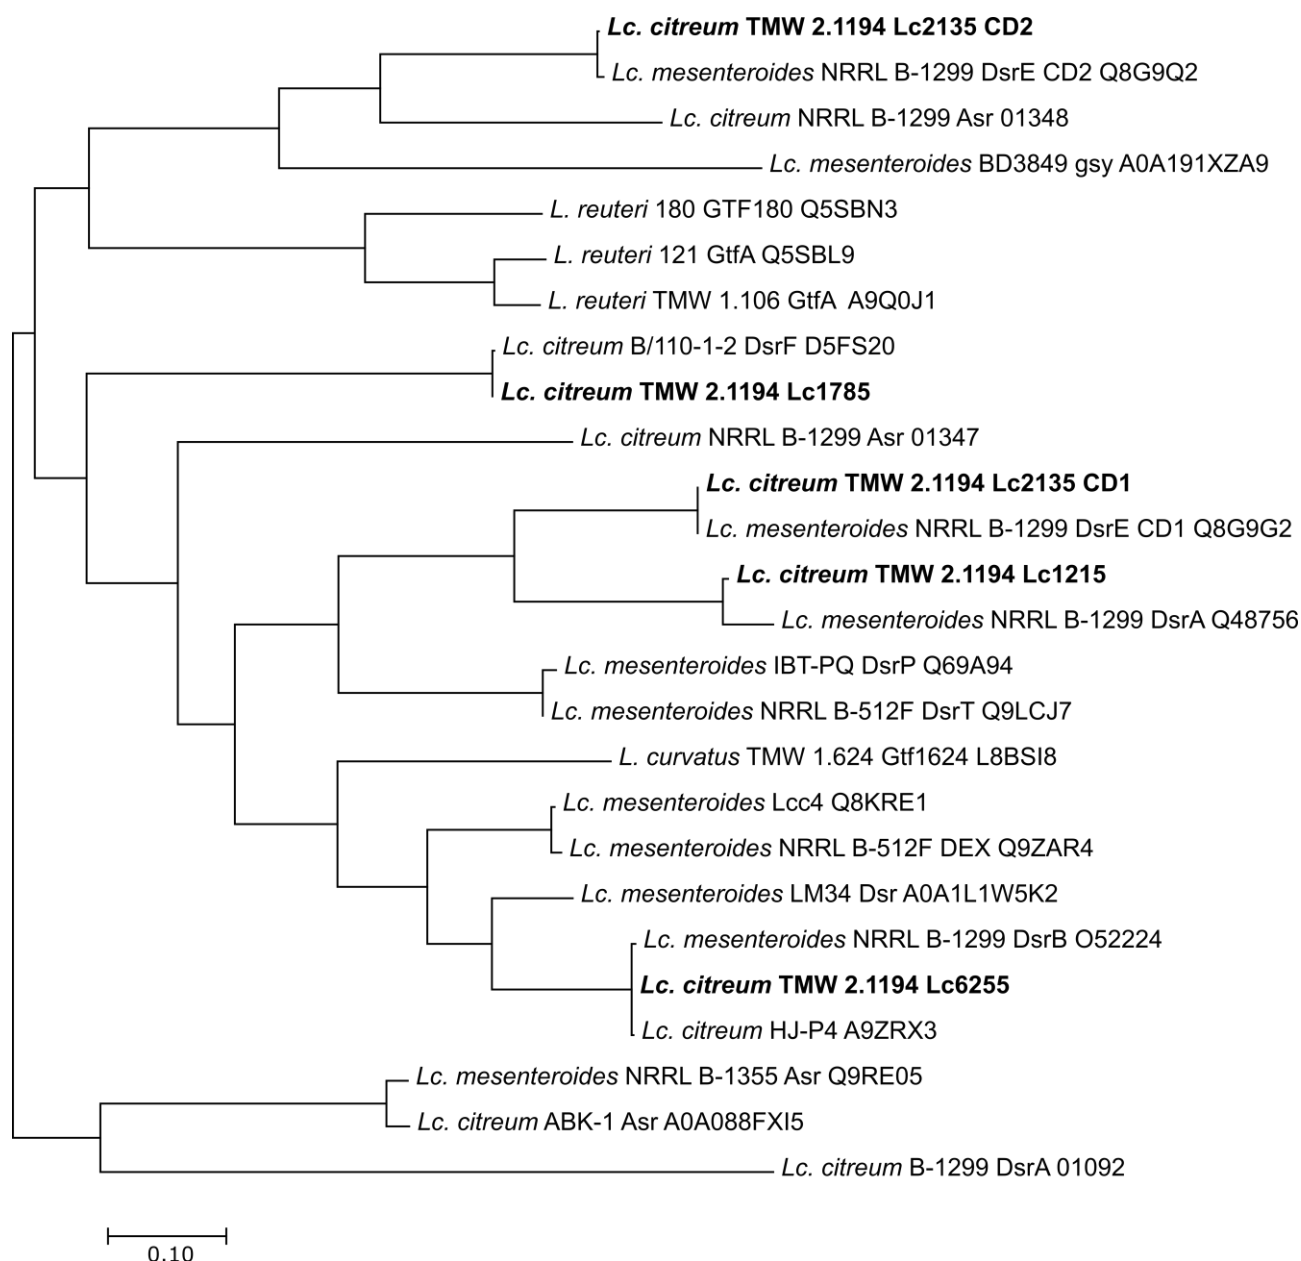 Lc. citreum TMW 2.1194 Lc2135 CD2
Lc. mesenteroides NRRL B-1299 DsrE CD2 Q8G9Q2
Lc. citreum NRRL B-1299 Asr 01348
Lc. mesenteroides BD3849 gsy A0A191XZA9
L. reuteri 180 GTF180 Q5SBN3
L. reuteri 121 GtfA Q5SBL9
L. reuteri TMW 1.106 GtfA A9Q0J1
Lc. citreum B/110-1-2 DsrF D5FS20
Lc. citreum TMW 2.1194 Lc1785
Lc. citreum NRRL B-1299 Asr 01347
Lc. citreum TMW 2.1194 Lc2135 CD1
Lc. mesenteroides NRRL B-1299 DsrE CD1 Q8G9G2
Lc. citreum TMW 2.1194 Lc1215
Lc. mesenteroides NRRL B-1299 DsrA Q48756
Lc. mesenteroides IBT-PQ DsrP Q69A94
Lc. mesenteroides NRRL B-512F DsrT Q9LCJ7
L. curvatus TMW 1.624 Gtf1624 L8BSI8
Lc. mesenteroides Lcc4 Q8KRE1
Lc. mesenteroides NRRL B-512F DEX Q9ZAR4
Lc. mesenteroides LM34 Dsr A0A1L1W5K2
Lc. mesenteroides NRRL B-1299 DsrB O52224
Lc. citreum TMW 2.1194 Lc6255
Lc. citreum HJ-P4 A9ZRX3
Lc. mesenteroides NRRL B-1355 Asr Q9RE05
Lc. citreum ABK-1 Asr A0A088FXI5
Lc. citreum B-1299 DsrA 01092
0.10